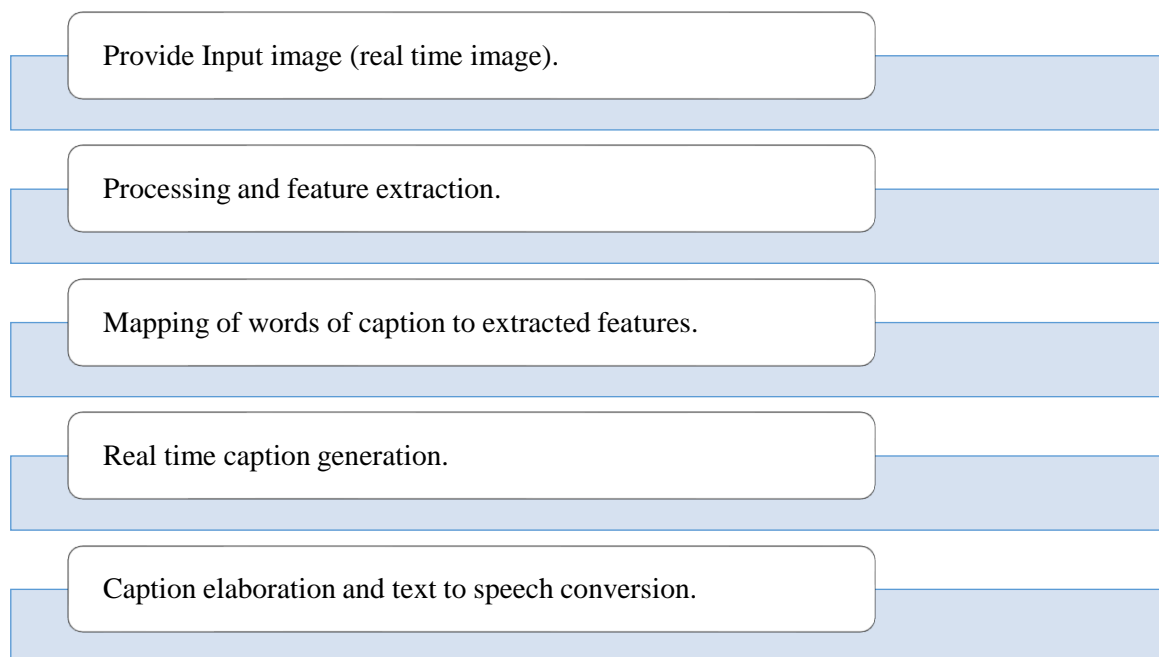 Provide Input image (real time image).
Processing and feature extraction.
Mapping of words of caption to extracted features.
Real time caption generation.
Caption elaboration and text to speech conversion.